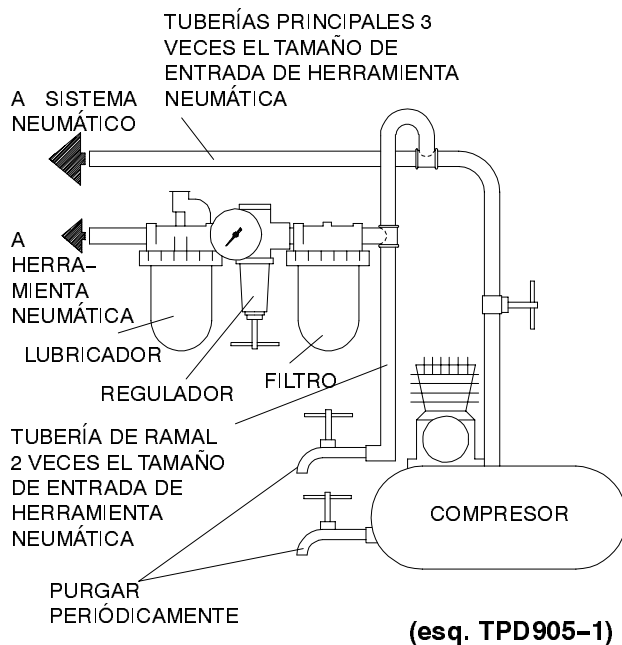 TUBERÍAS PRINCIPALES 3
VECES EL TAMAÑO DE
ENTRADA DE HERRAMIENTA
NEUMÁTICA
A SISTEMA
NEUMÁTICO
A
HERRA–
MIENTA
NEUMÁTICA
LUBRICADOR
REGULADOR
FILTRO
TUBERÍA DE RAMAL
2 VECES EL TAMAÑO
DE ENTRADA DE
HERRAMIENTA
NEUMÁTICA
COMPRESOR
PURGAR
PERIÓDICAMENTE
(esq. TPD905–1)